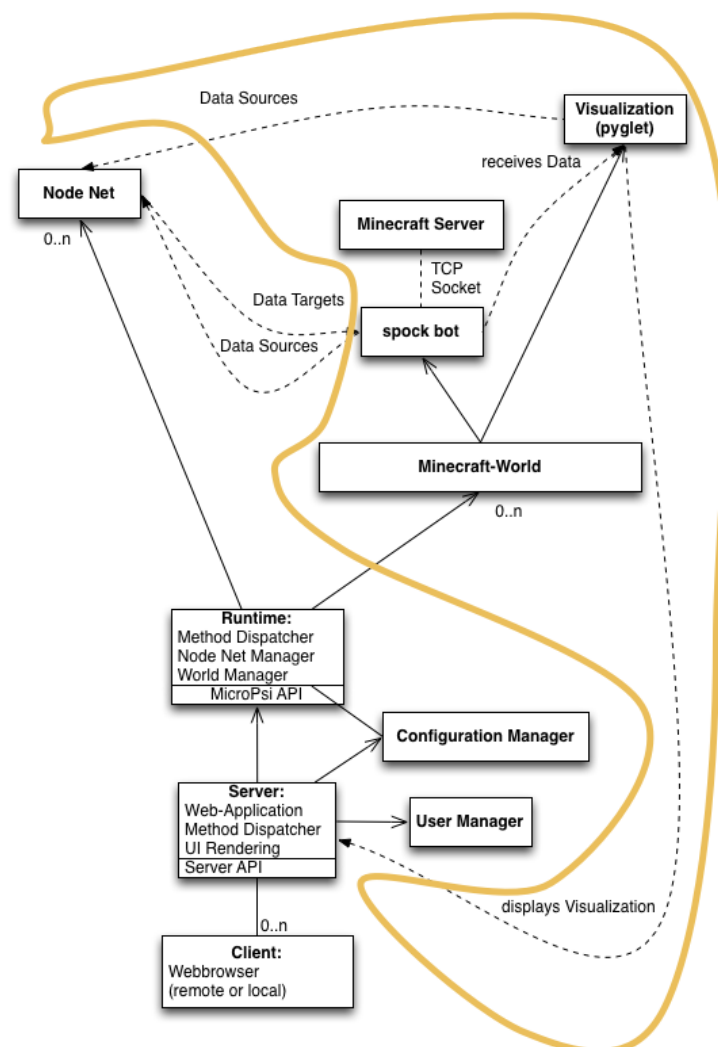 Data Sources
Visualization
(pyglet)
receives Data
Node Net
Minecraft Server
0..n
TCP
Socket
Data Targets
spock bot
Data Sources
Minecraft-World
0..n
Runtime:
Method Dispatcher
Node Net Manager
World Manager
MicroPsi API
Configuration Manager
Server:
Web-Application
Method Dispatcher
UI Rendering
Server API
User Manager
displays Visualization
0..n
Client:
Webbrowser
(remote or local)